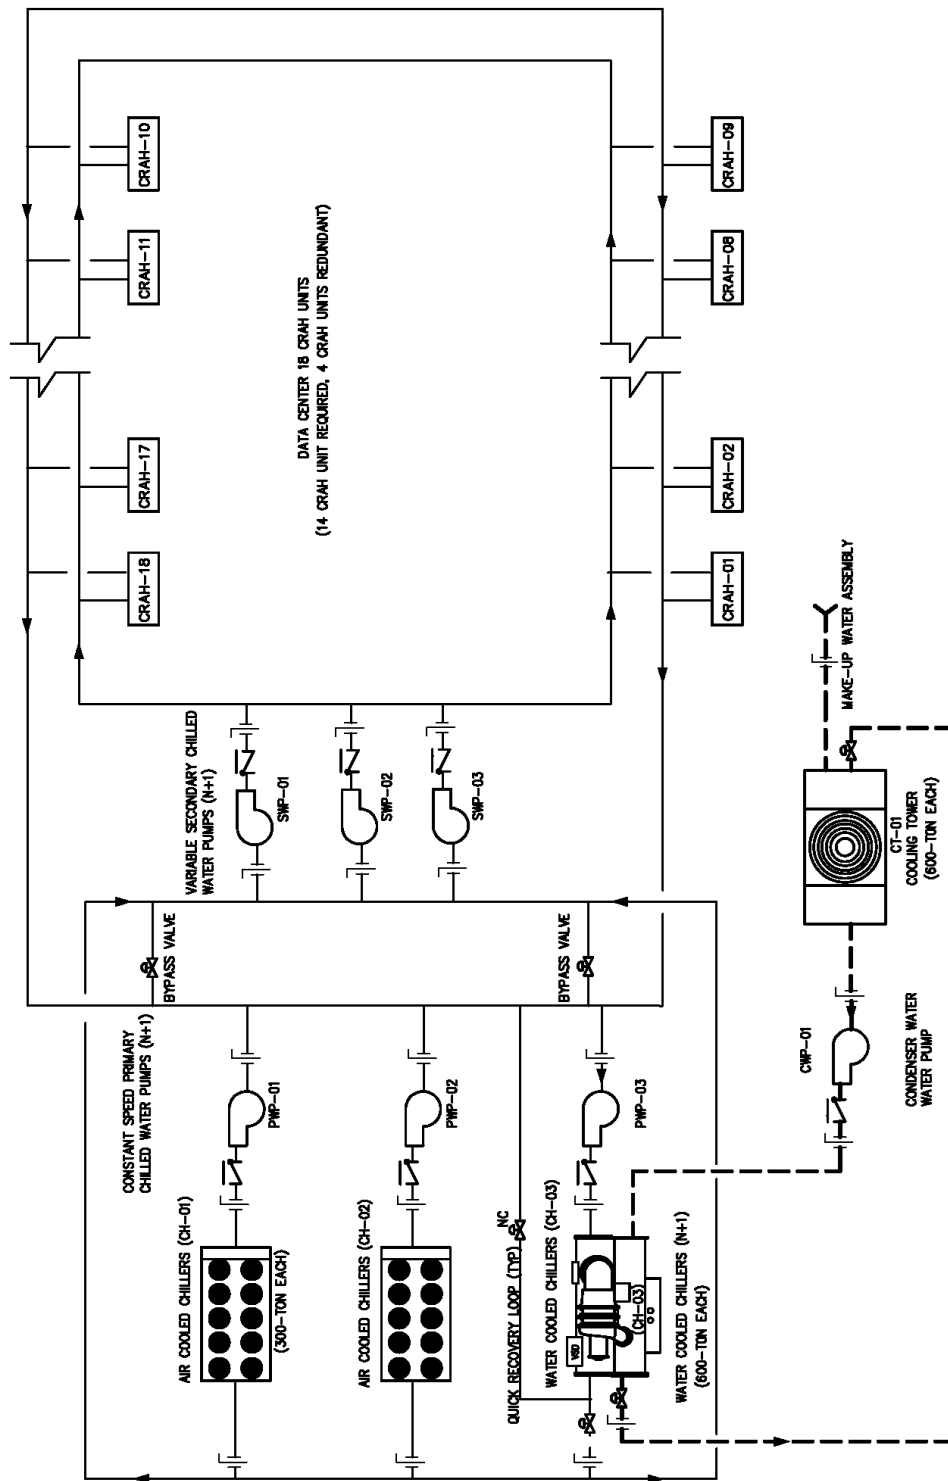 CRAH-10
CRAH-11
CRAH-17
CRAH-18
DATA CENTER 18 CRAH UNITS
(14 CRAH UNIT REQUIRED, 4 CRAH UNITS REDUNDANT)
CRAH-09
CRAH-08
CRAH-02
CRAH-01
VARIABLE SECONDARY CHILLED
WATER PUMPS (N+1)
SWP-01
SWP-02
SWP-03
BYPASS VALVE
BYPASS VALVE
CONSTANT SPEED PRIMARY
CHILLED WATER PUMPS (N+1)
PWP-01
PWP-02
PWP-03
AIR COOLED CHILLERS (CH-01)
(300-TON EACH)
AIR COOLED CHILLERS (CH-02)
QUICK RECOVERY LOOP (TYP)
NC
WATER COOLED CHILLERS (CH-03)
VSD
(CH-03)
WATER COOLED CHILLERS (N+1)
(600-TON EACH)
MAKE-UP WATER ASSEMBLY
CT-01
COOLING TOWER
(600-TON EACH)
CWP-01
CONDENSER WATER
WATER PUMP